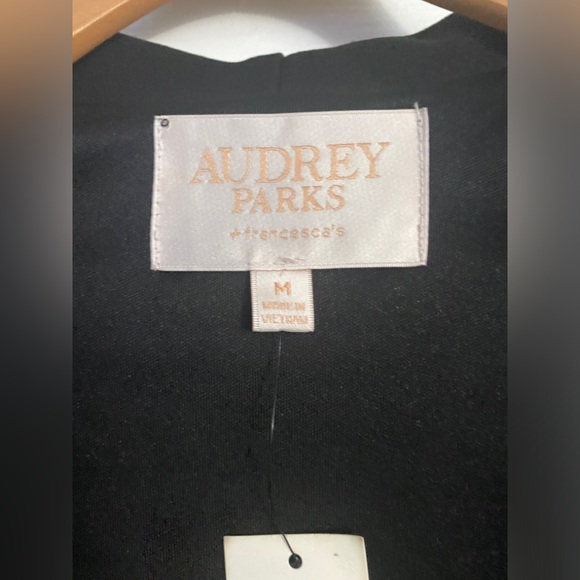 AUDREY
PARKS
+francesca's
M
MADE IN
VIETNAM